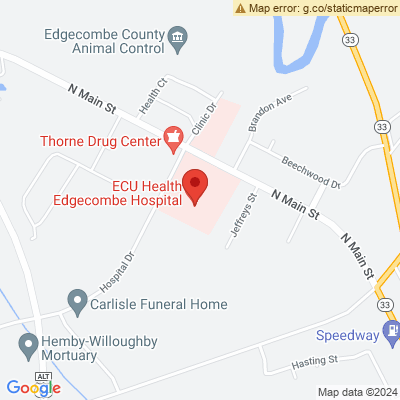 Map error: g.co/staticmaperror
Edgecombe County
Animal Control
33
N Main St
Health Ct
Clinic Dr
Brandon Ave
33
Thorne Drug Center
Beechwood Dt
ECU Health
Edgecombe Hospital
N Main St
Jeffreys St
N Main St
Hospital Dr
Carlisle Funeral Home
33
Speedway
Hemby-Willoughby
Mortuary
Hasting St
ALT
Google
Map data ©2024